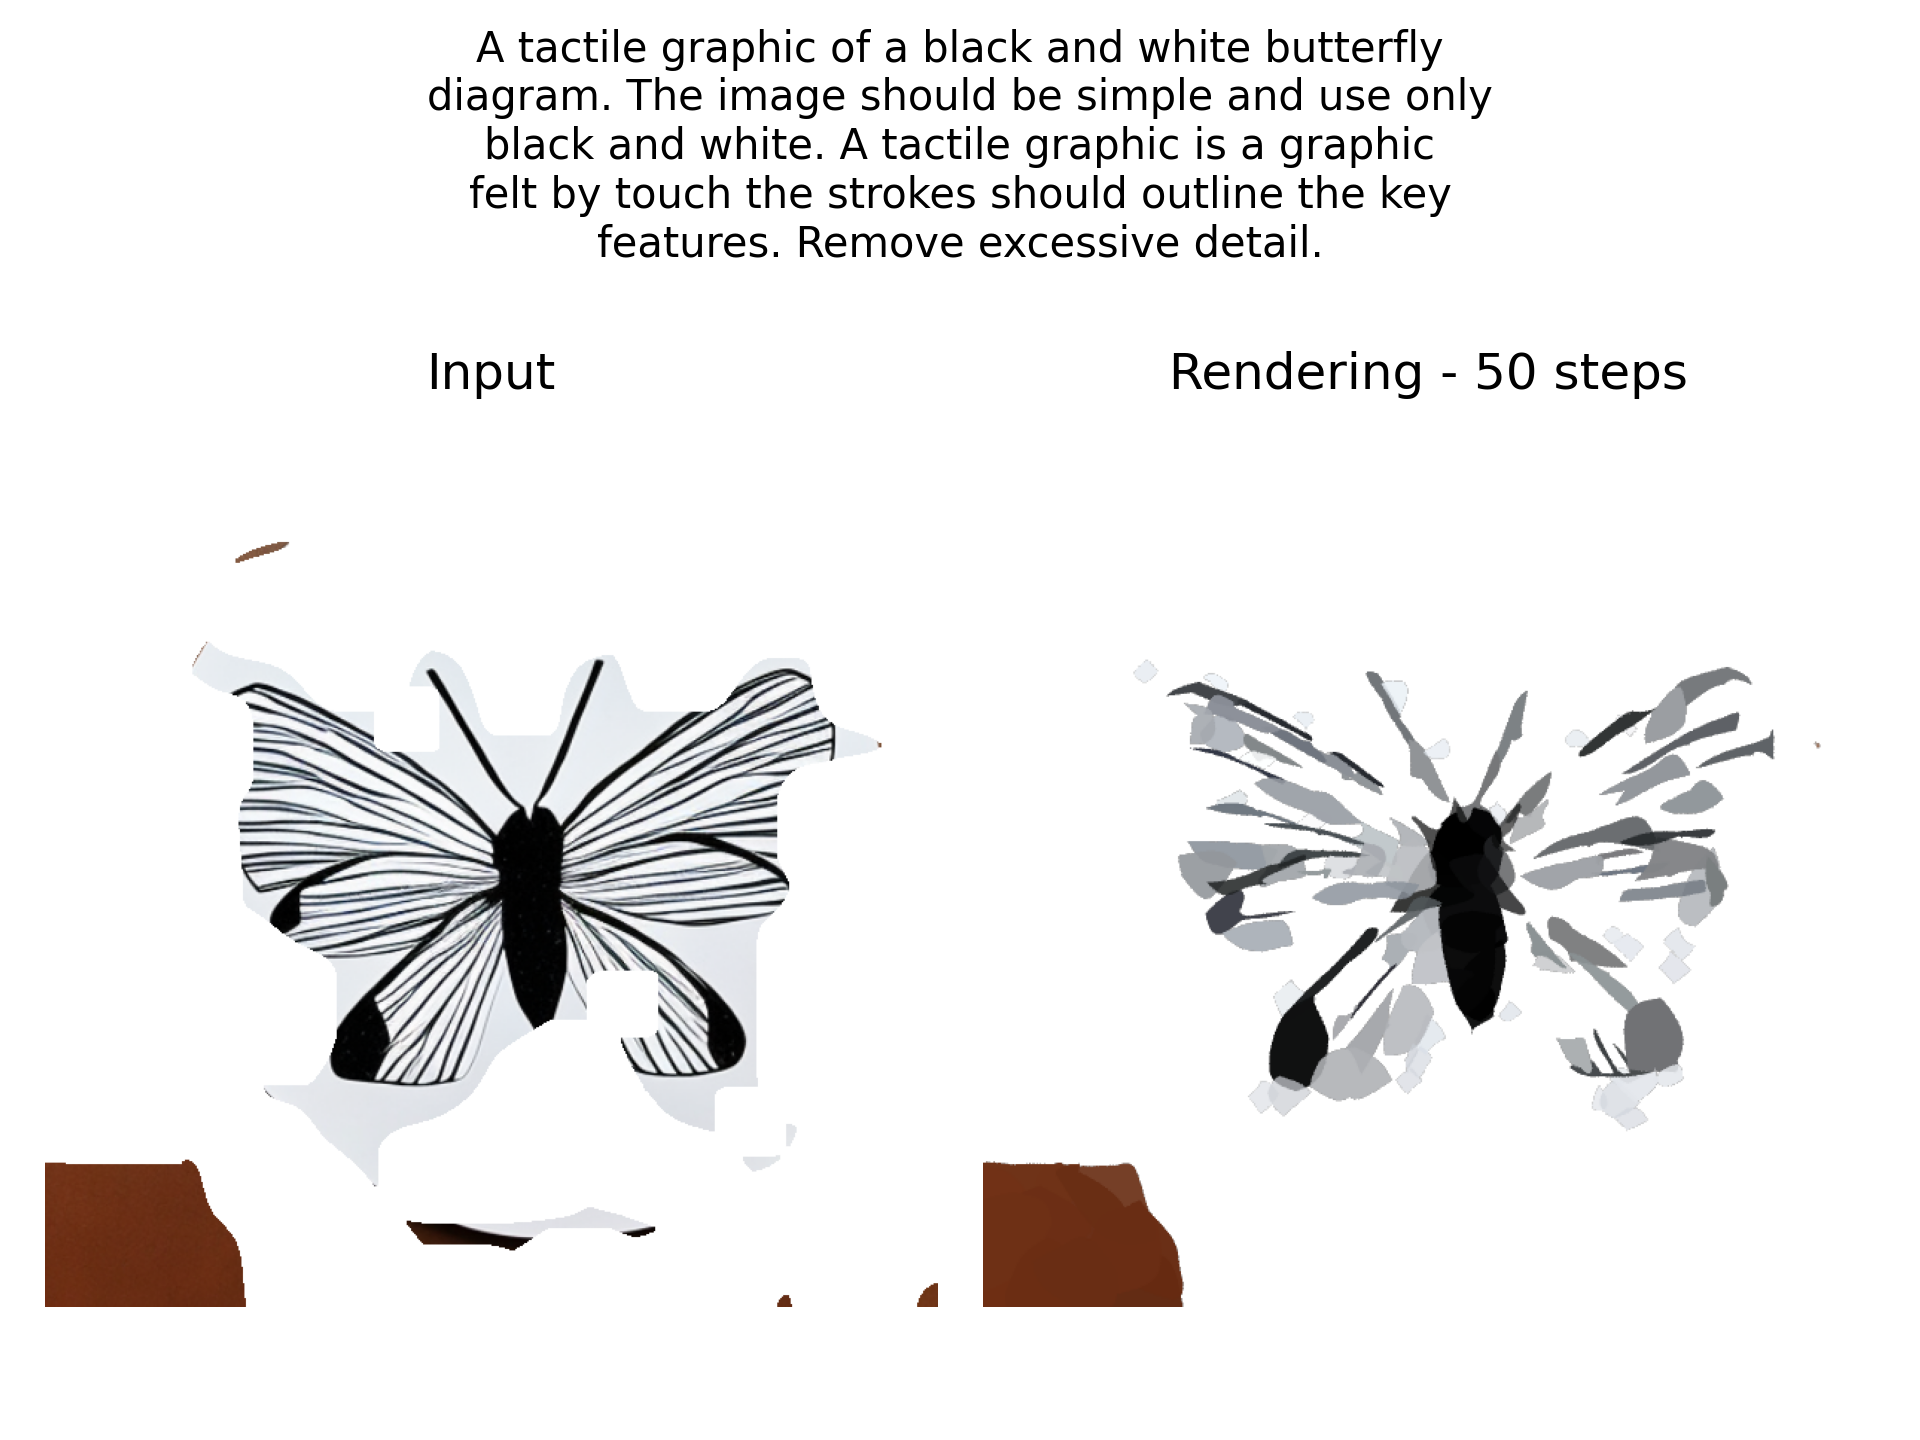 A tactile graphic of a black and white butterfly
diagram. The image should be simple and use only
black and white. A tactile graphic is a graphic
felt by touch the strokes should outline the key
features. Remove excessive detail.
Input
Rendering - 50 steps